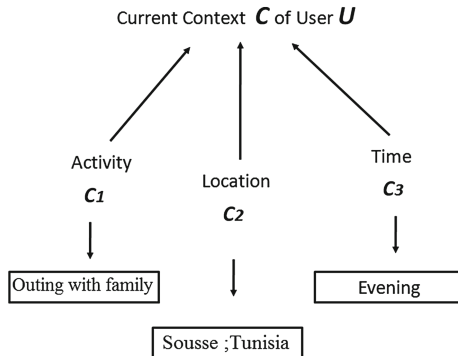 Current Context C of User U
Activity
C1
Location
C2
Time
C3
Outing with family
Evening
Sousse ;Tunisia